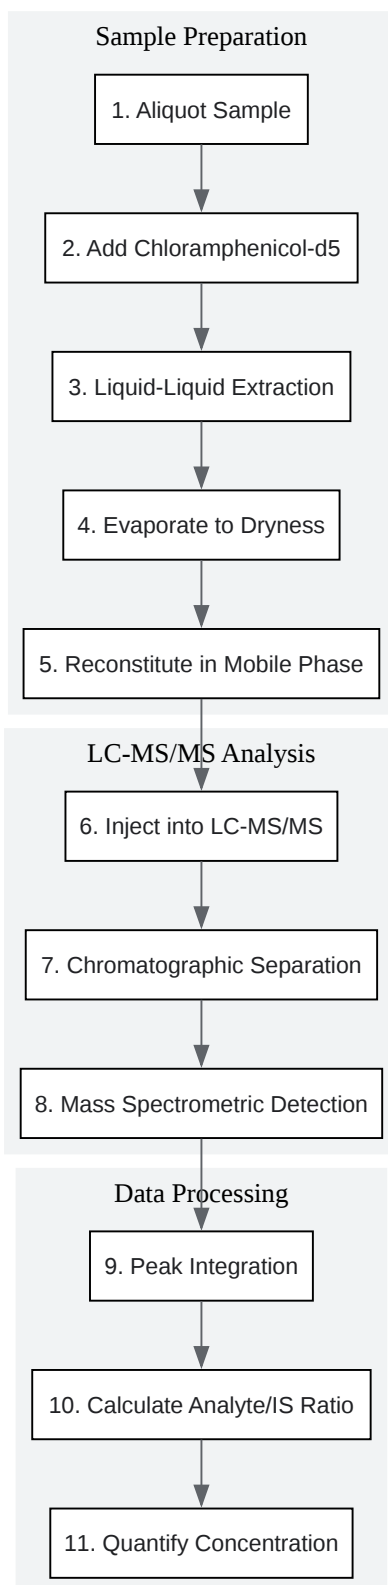 Sample Preparation
1. Aliquot Sample
2. Add Chloramphenicol-d5
3. Liquid-Liquid Extraction
4. Evaporate to Dryness
5. Reconstitute in Mobile Phase
LC-MS/MS Analysis
6. Inject into LC-MS/MS
7. Chromatographic Separation
8. Mass Spectrometric Detection
Data Processing
9. Peak Integration
10. Calculate Analyte/IS Ratio
11. Quantify Concentration